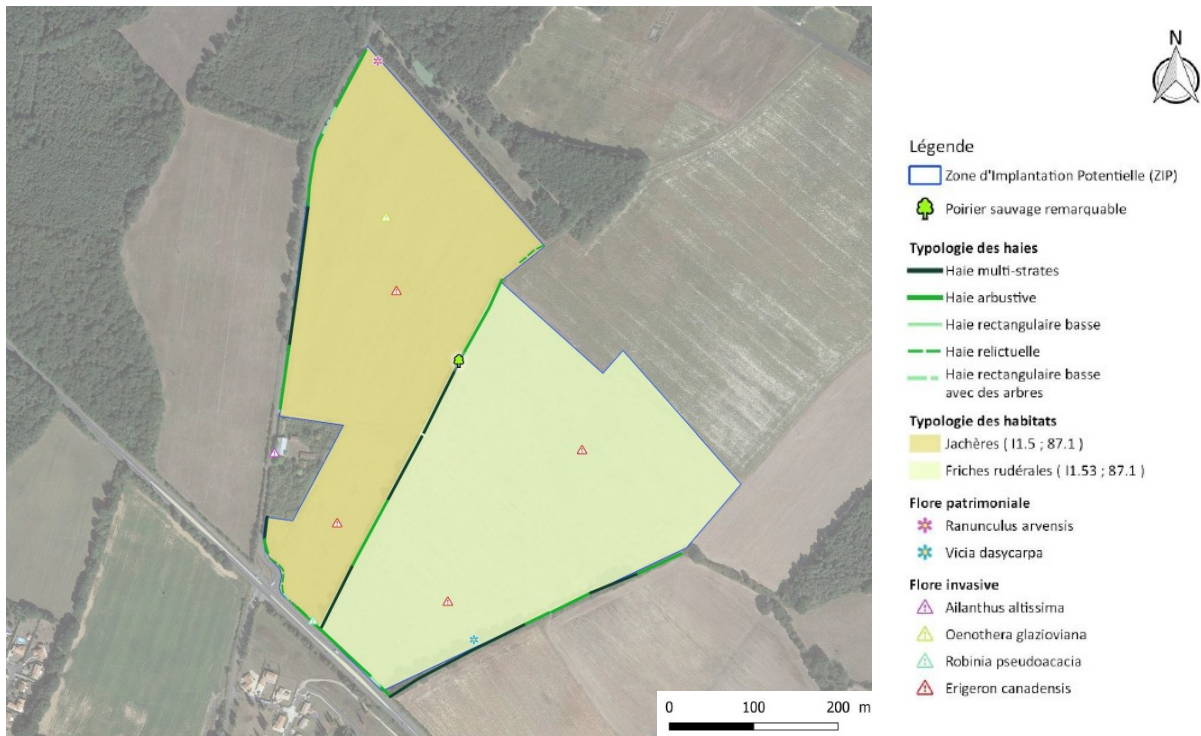 N
Légende
Zone d'Implantation Potentielle (ZIP)
Poirier sauvage remarquable
Typologie des haies
Haie multi-strates
Haie arbustive
Haie rectangulaire basse
Haie relictuelle
Haie rectangulaire basse
avec des arbres
Typologie des habitats
Jachères ( I1.5 ; 87.1 )
Friches rudérales ( I1.53 ; 87.1 )
Flore patrimoniale
Ranunculus arvensis
Vicia dasycarpa
Flore invasive
Ailanthus altissima
Oenothera glazioviana
Robinia pseudoacacia
Erigeron canadensis
0 100 200 m